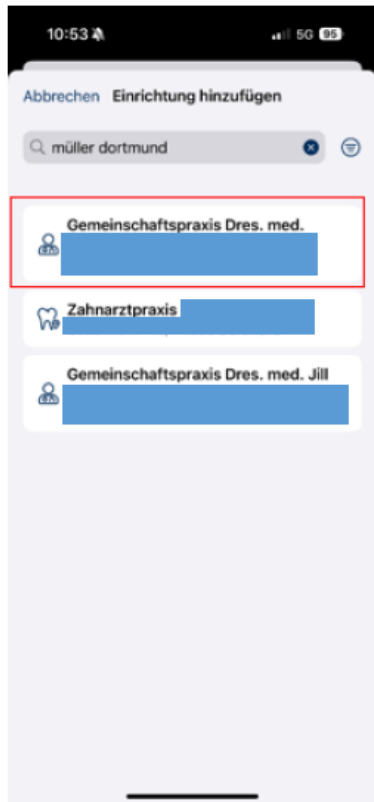 10:53
5G 95
Abbrechen Einrichtung hinzufügen
müller dortmund
Gemeinschaftspraxis Dres. med.
Zahnarztpraxis
Gemeinschaftspraxis Dres. med. Jill